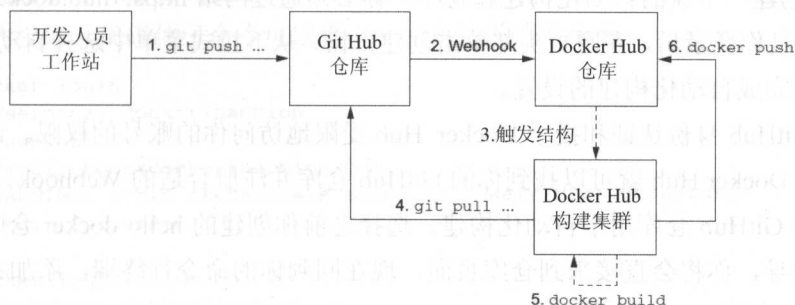 开发人员
工作站
1. git push ...
Git Hub
仓库
2. Webhook
Docker Hub
仓库
6. docker push
3.触发结构
4. git pull...
Docker Hub
构建集群
5. docker build